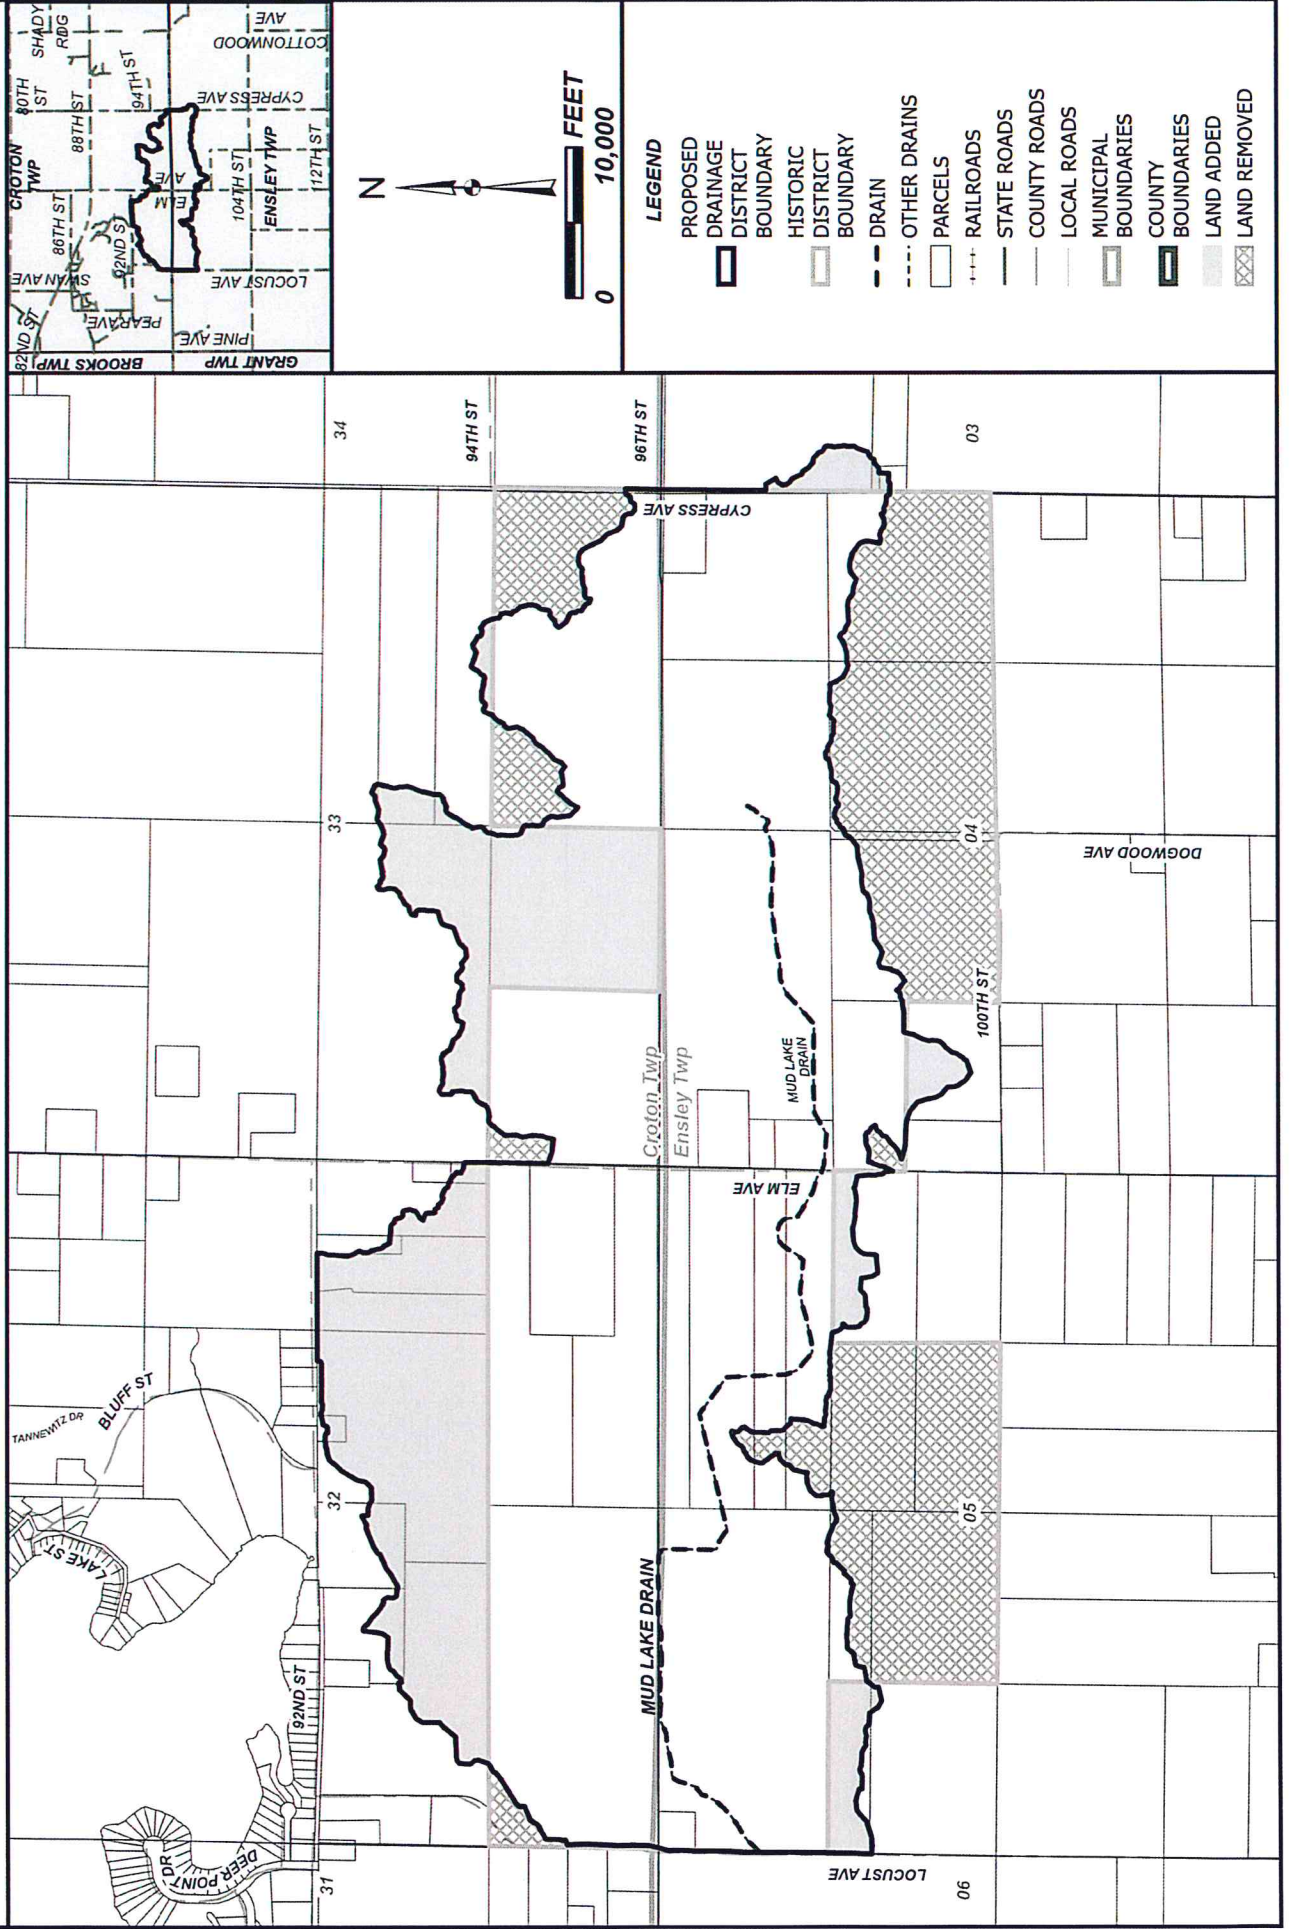 CROTON
TWP
80TH
ST
SHADY
RDG
82ND ST
SWAN AVE
86TH ST
88TH ST
94TH ST
92ND ST
PEAR AVE
ELM
AVE
CYPRESS AVE
COTTONWOOD
AVE
LOCUST AVE
PINE AVE
104TH ST
ENSLEY TWP
112TH ST
BROOKS TWP
GRANT TWP
N
0
10,000
FEET
LEGEND
PROPOSED
DRAINAGE
DISTRICT
BOUNDARY
HISTORIC
DISTRICT
BOUNDARY
DRAIN
OTHER DRAINS
PARCELS
RAILROADS
STATE ROADS
COUNTY ROADS
LOCAL ROADS
MUNICIPAL
BOUNDARIES
COUNTY
BOUNDARIES
LAND ADDED
LAND REMOVED
TANNEWITZ DR
BLUFF ST
LAKE ST
DEER POINT
DR
92ND ST
31
32
33
34
94TH ST
96TH ST
CYPRESS AVE
Croton Twp
Ensley Twp
MUD LAKE DRAIN
MUD LAKE
DRAIN
ELM AVE
LOCUST AVE
DOGWOOD AVE
100TH ST
06
05
04
03